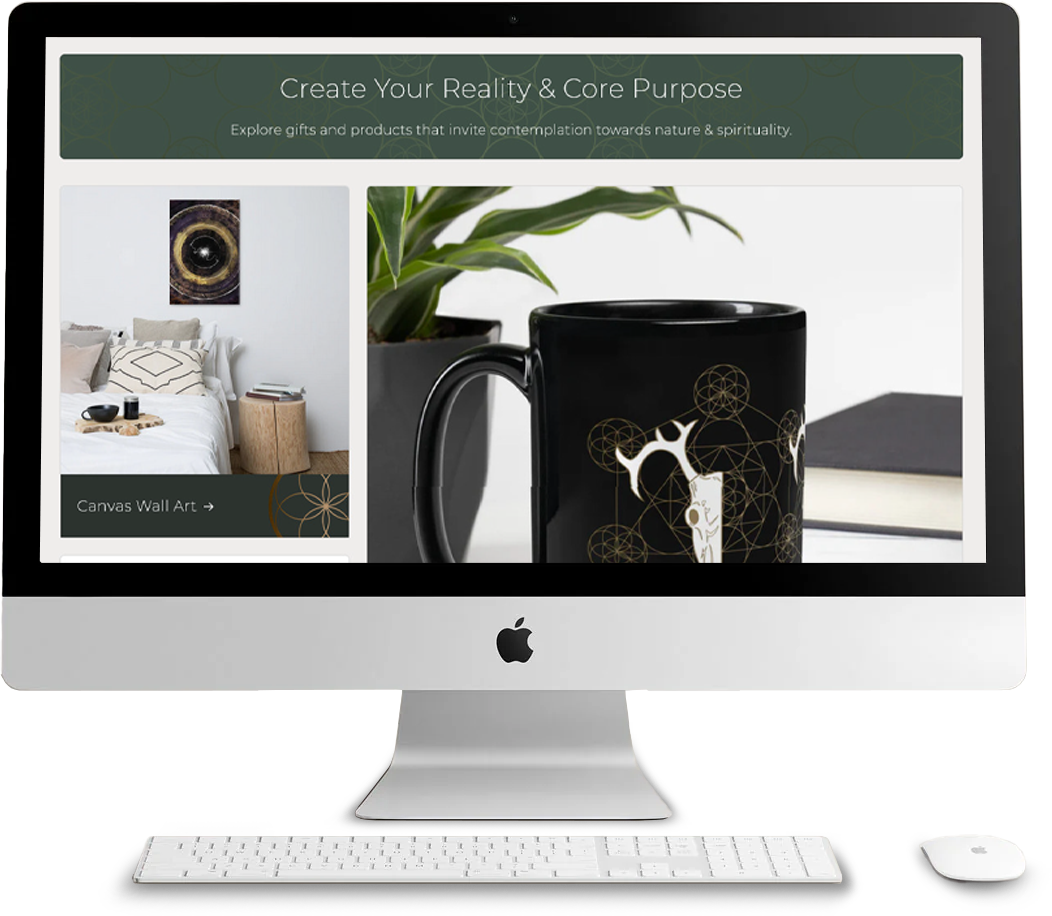 Create Your Reality & Core Purpose
Explore gifts and products that invite contemplation towards nature & spirituality.
Canvas Wall Art →